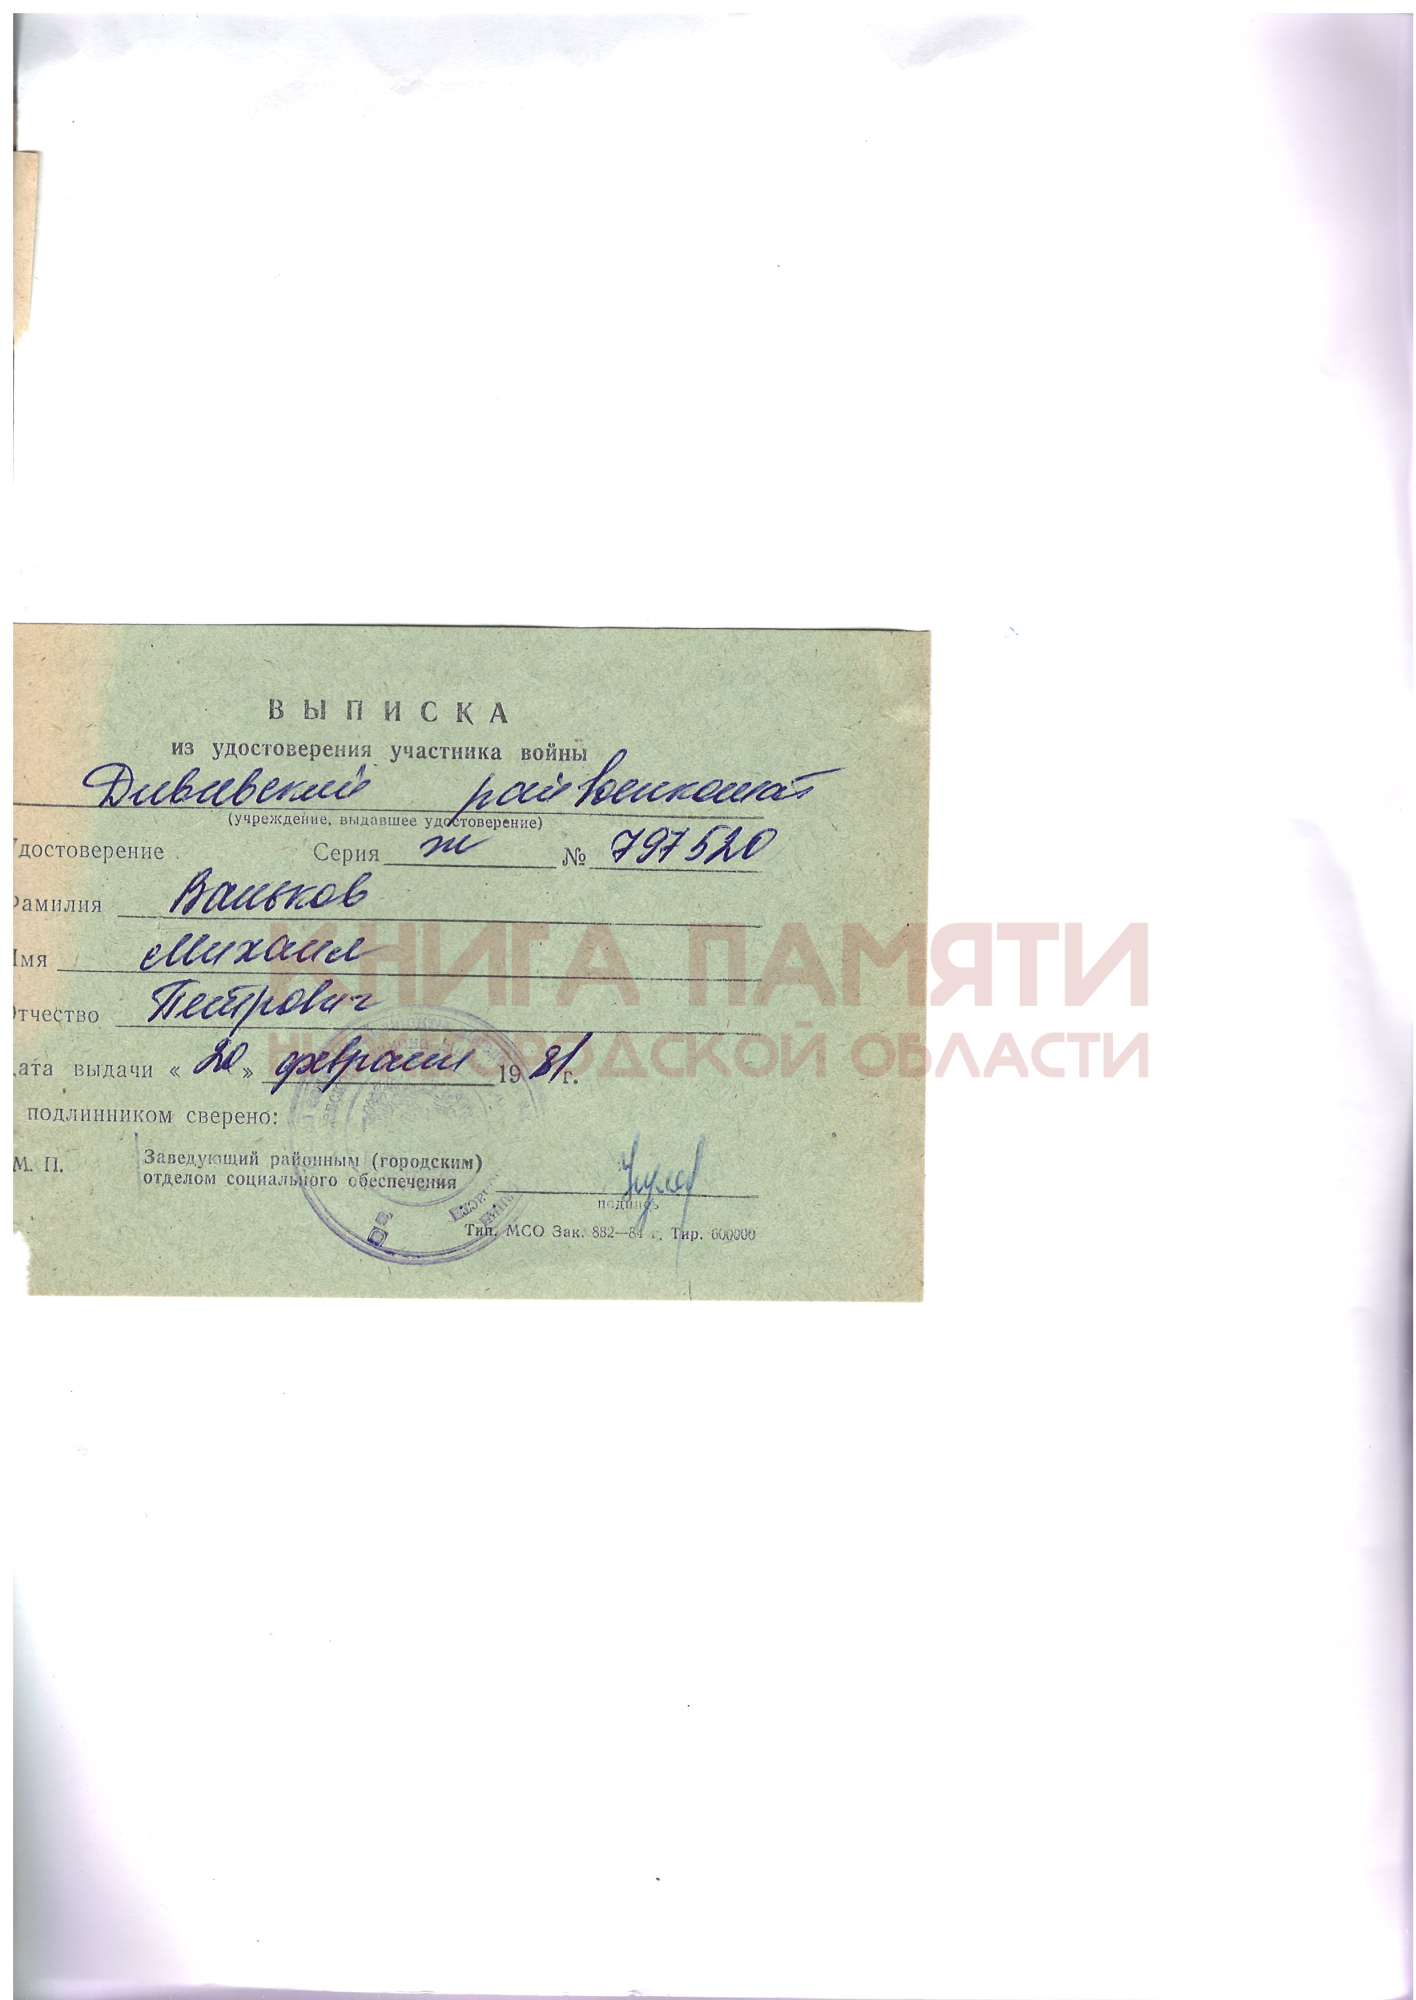 ВЫПИСКА
из удостоверения участника войны
Дивеевский райвоенкомат
(учреждение, выдавшее удостоверение)
Удостоверение Серия Ж № 797520
Фамилия Ваньков
Имя Михаил
Отчество Петрович
Дата выдачи « 20 » февраля 1981 г.
подлинником сверено:
М. П. Заведующий районным (городским)
отделом социального обеспечения
подпись
Тип. МСО Зак. 882—84 г. Тир. 600000
КНИГА ПАМЯТИ
НИЖЕГОРОДСКОЙ ОБЛАСТИ